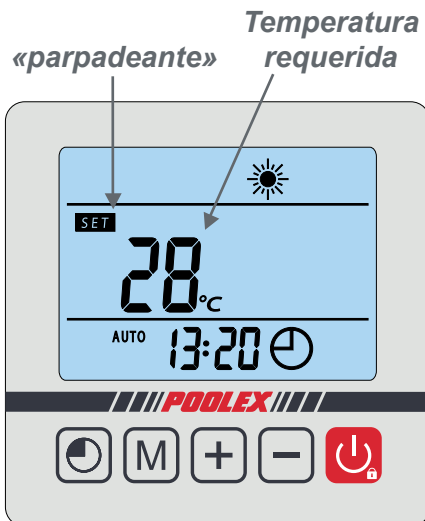 Temperatura
«parpadeante» requerida
SET
28°C
AUTO 13:20
POOLEX
M + −